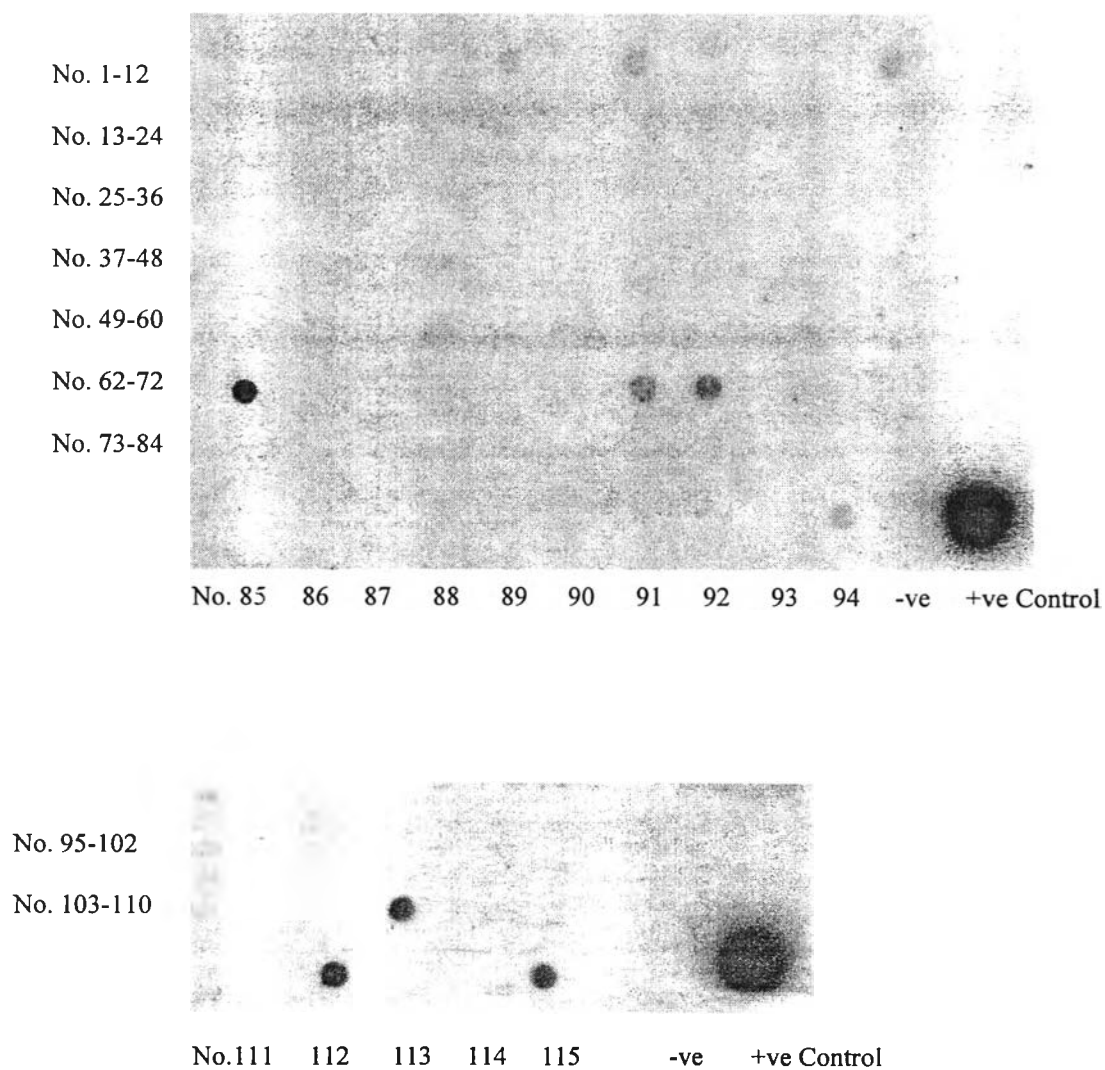 No. 1-12
No. 13-24
No. 25-36
No. 37-48
No. 49-60
No. 62-72
No. 73-84
No. 85 86 87 88 89 90 91 92 93 94 -ve +ve Control
No. 95-102
No. 103-110
No.111 112 113 114 115 -ve +ve Control